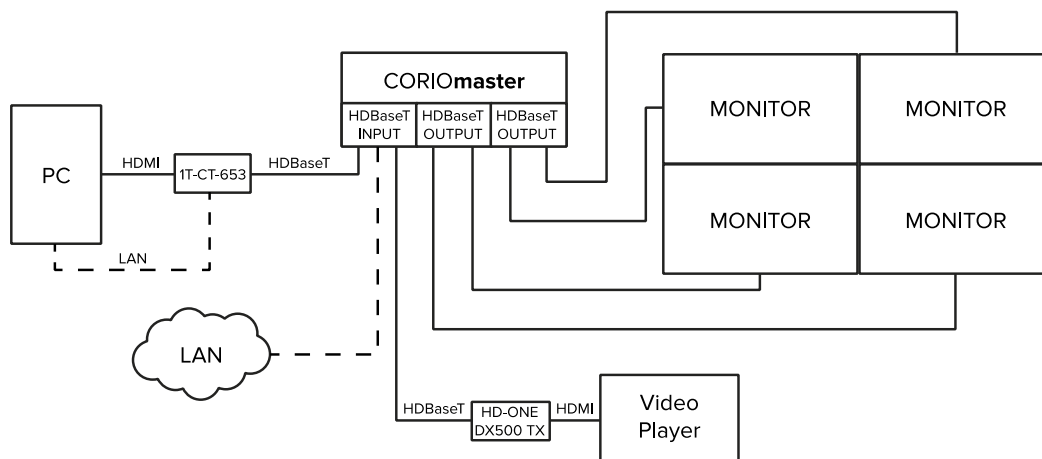 CORIOmaster
HDBaseT
INPUT
HDBaseT
OUTPUT
HDBaseT
OUTPUT
PC
HDMI
1T-CT-653
HDBaseT
LAN
LAN
MONITOR
MONITOR
MONITOR
MONITOR
HDBaseT
HD-ONE
DX500 TX
HDMI
Video
Player